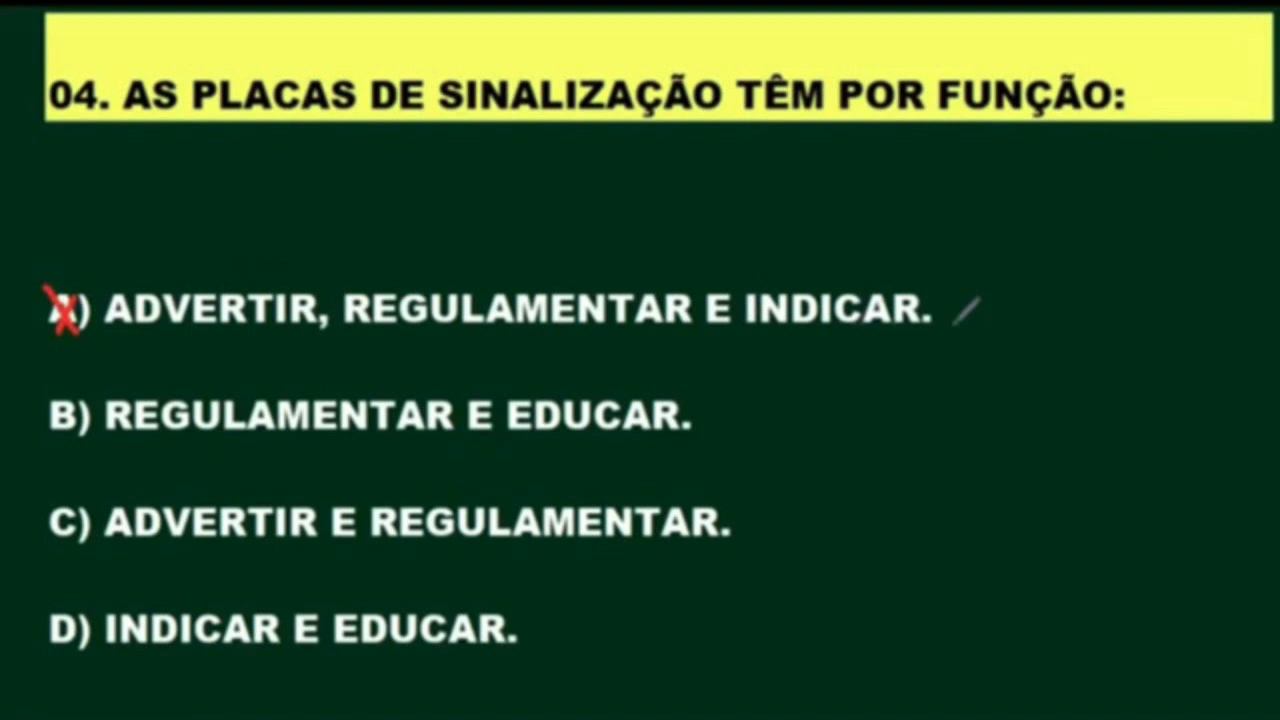 04. AS PLACAS DE SINALIZAÇÃO TÊM POR FUNÇÃO:
A) ADVERTIR, REGULAMENTAR E INDICAR.
B) REGULAMENTAR E EDUCAR.
C) ADVERTIR E REGULAMENTAR.
D) INDICAR E EDUCAR.